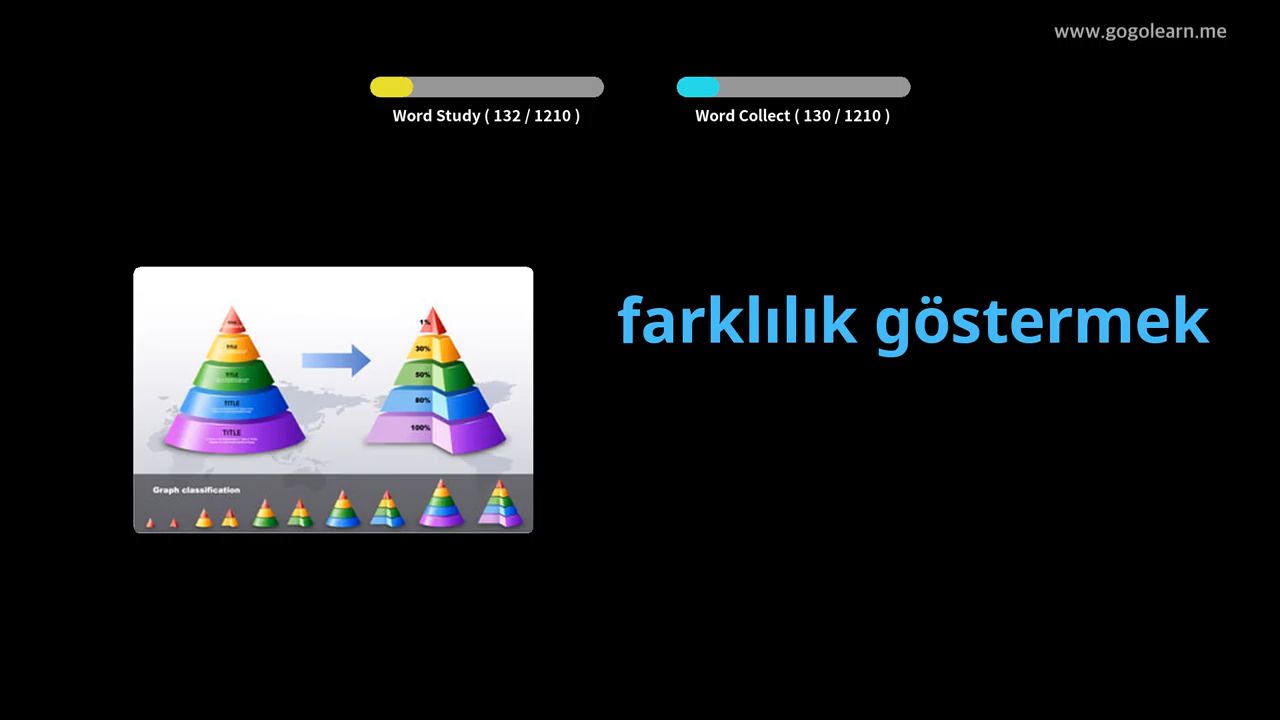 www.gogolearn.me
Word Study ( 132 / 1210 )
Word Collect ( 130 / 1210 )
farklılık göstermek
TITLE
TITLE
TITLE
TITLE
1%
30%
50%
80%
100%
Graph classification